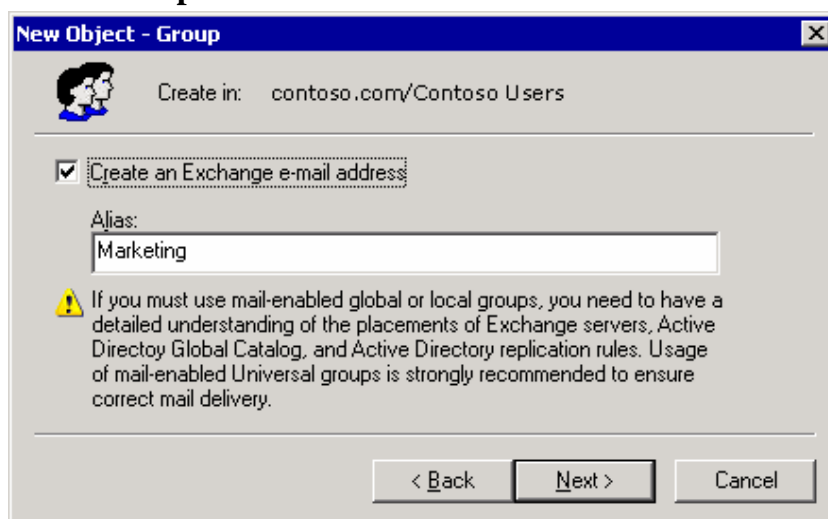 New Object - Group
Create in: contoso.com/Contoso Users
Create an Exchange e-mail address
Alias:
Marketing
If you must use mail-enabled global or local groups, you need to have a
detailed understanding of the placements of Exchange servers, Active
Directoy Global Catalog, and Active Directory replication rules. Usage
of mail-enabled Universal groups is strongly recommended to ensure
correct mail delivery.
< Back Next > Cancel